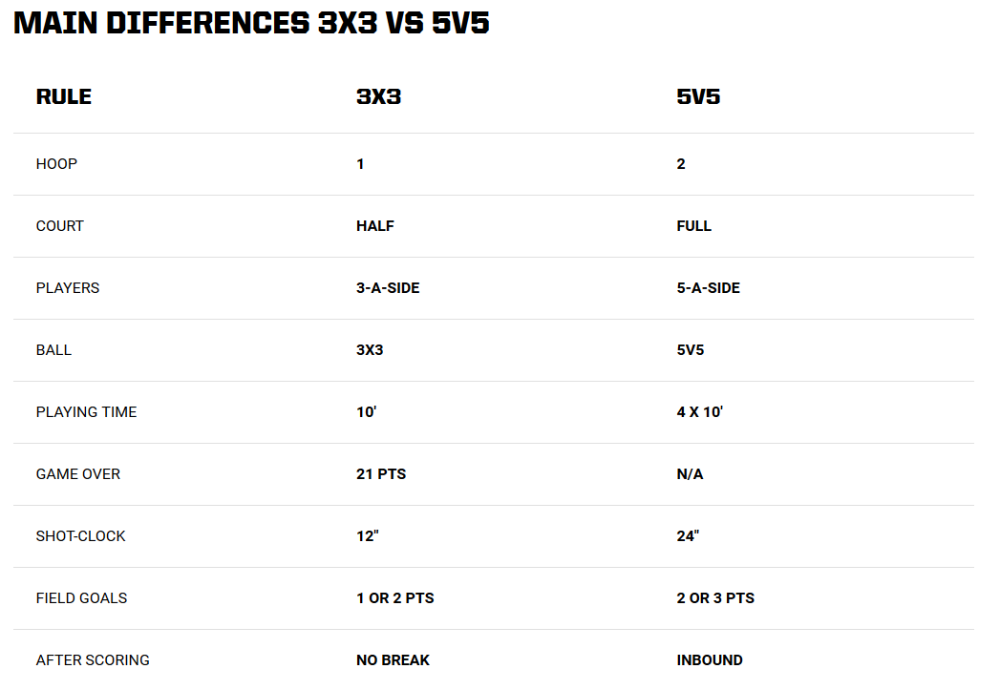 MAIN DIFFERENCES 3X3 VS 5V5
RULE 3X3 5V5
HOOP 1 2
COURT HALF FULL
PLAYERS 3-A-SIDE 5-A-SIDE
BALL 3X3 5V5
PLAYING TIME 10' 4 X 10'
GAME OVER 21 PTS N/A
SHOT-CLOCK 12" 24"
FIELD GOALS 1 OR 2 PTS 2 OR 3 PTS
AFTER SCORING NO BREAK INBOUND